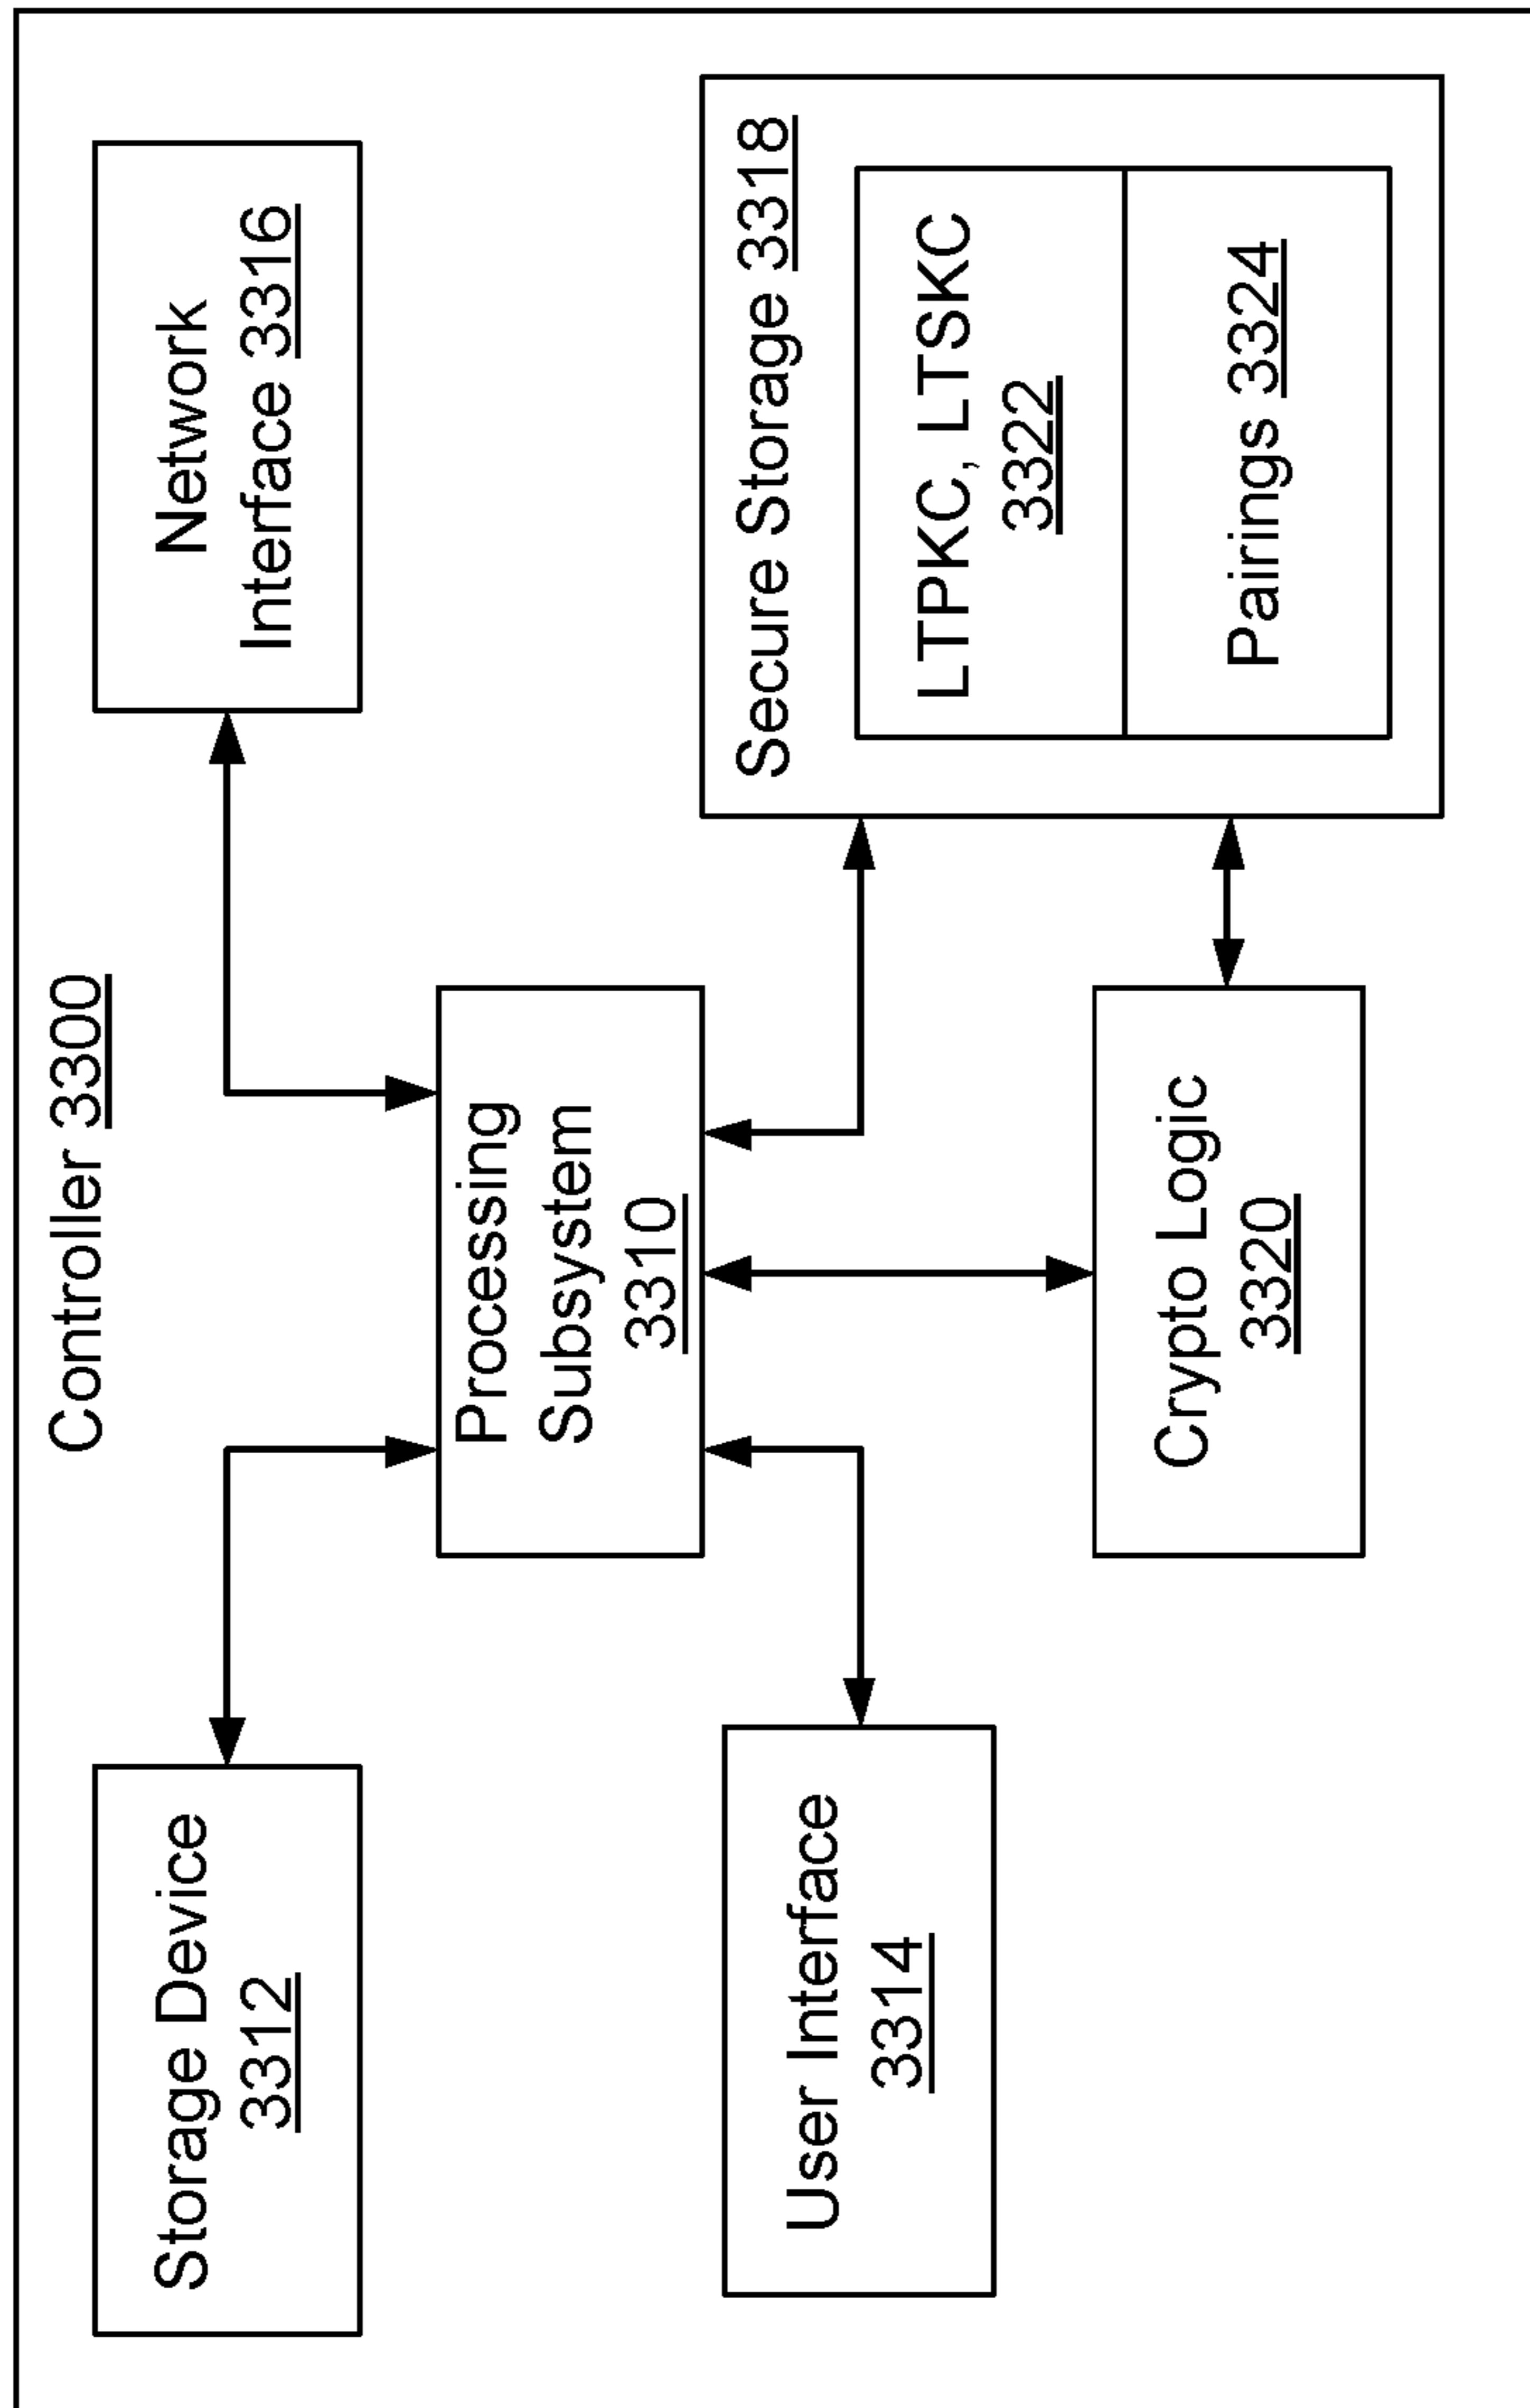 Controller 3300
Storage Device
3312
Network
Interface 3316
Processing
Subsystem
3310
User Interface
3314
Secure Storage 3318
LTPKC, LTSKC
3322
Pairings 3324
Crypto Logic
3320